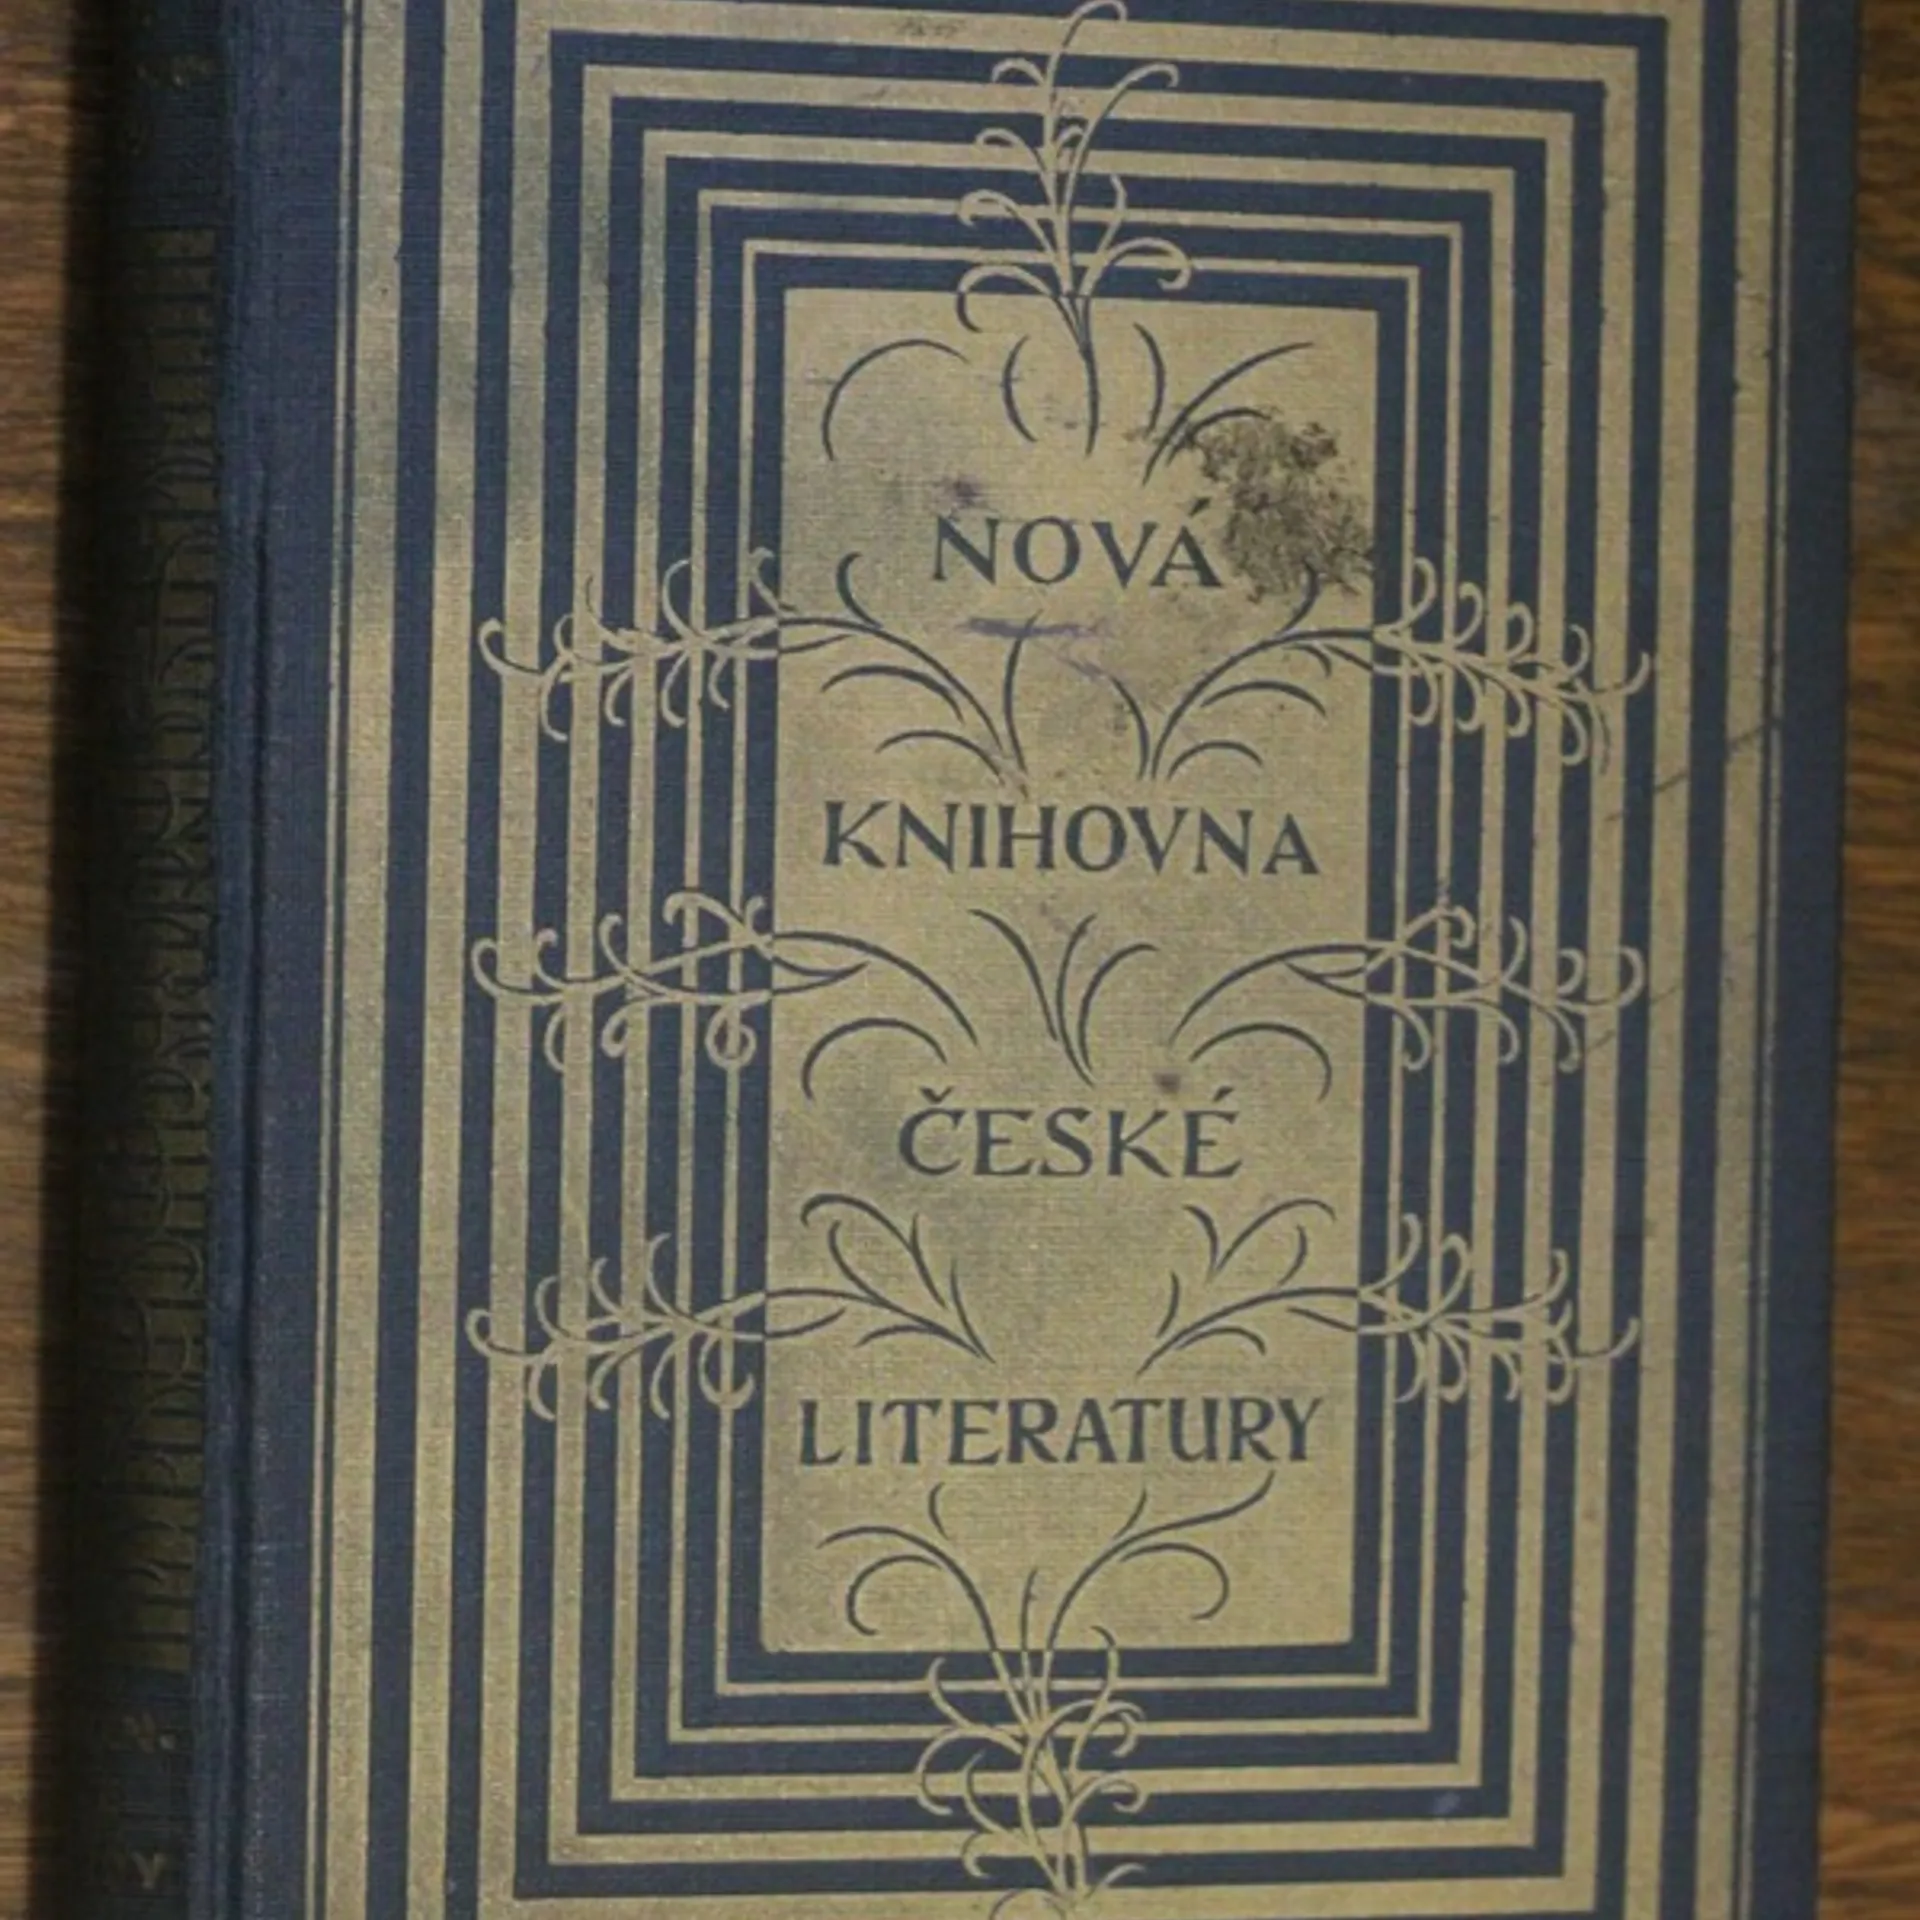 NOVÁ
KNIHOVNA
ČESKÉ
LITERATURY